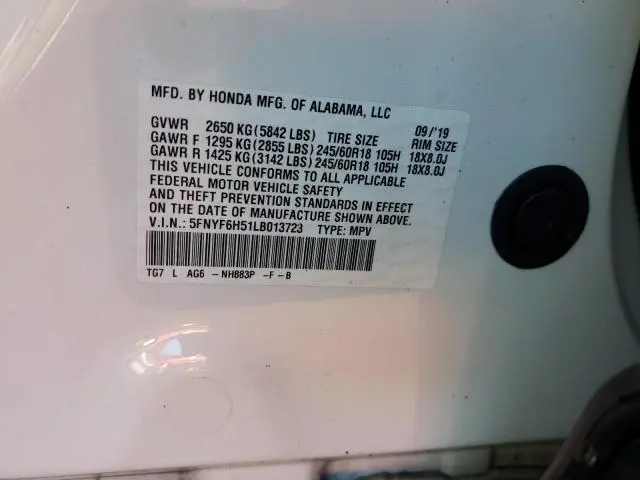 MFD. BY HONDA MFG. OF ALABAMA, LLC
GVWR 2650 KG (5842 LBS) TIRE SIZE 09/'19 RIM SIZE
GAWR F 1295 KG (2855 LBS) 245/60R18 105H 18X8.0J
GAWR R 1425 KG (3142 LBS) 245/60R18 105H 18X8.0J
THIS VEHICLE CONFORMS TO ALL APPLICABLE
FEDERAL MOTOR VEHICLE SAFETY
AND THEFT PREVENTION STANDARDS IN EFFECT
ON THE DATE OF MANUFACTURE SHOWN ABOVE.
V.I.N.: 5FNYF6H51LB013723 TYPE: MPV
TG7 L AG6 - NH883P - F - B